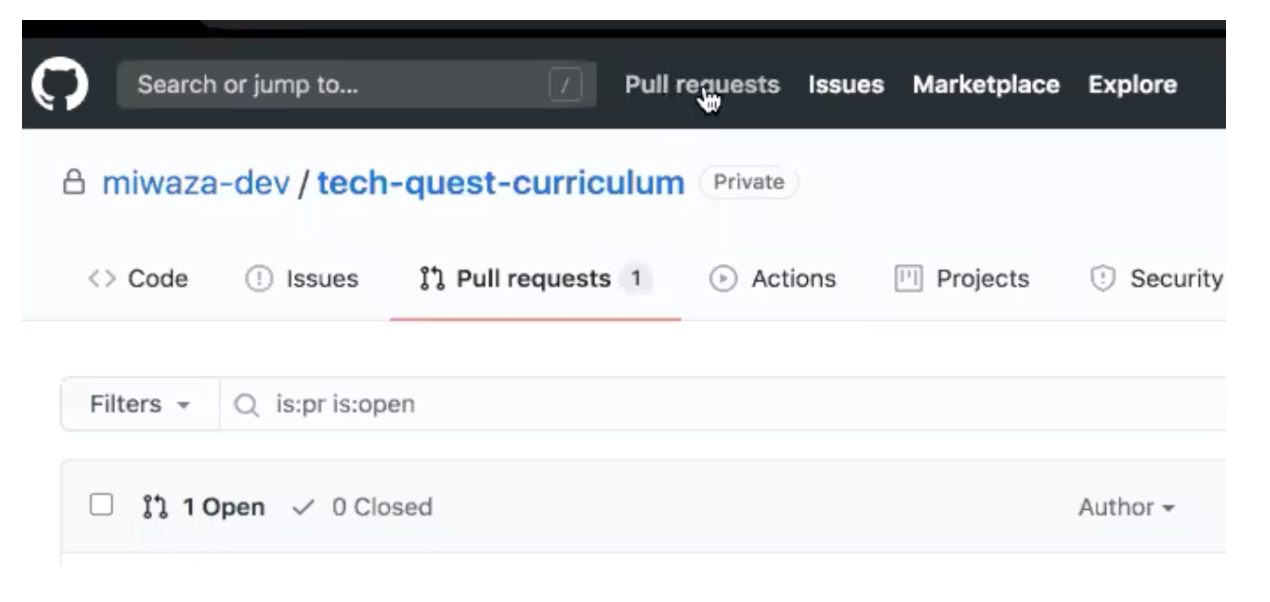 Search or jump to... / Pull requests Issues Marketplace Explore
miwaza-dev / tech-quest-curriculum Private
<> Code Issues Pull requests 1 Actions Projects Security
Filters is:pr is:open
1 Open 0 Closed Author